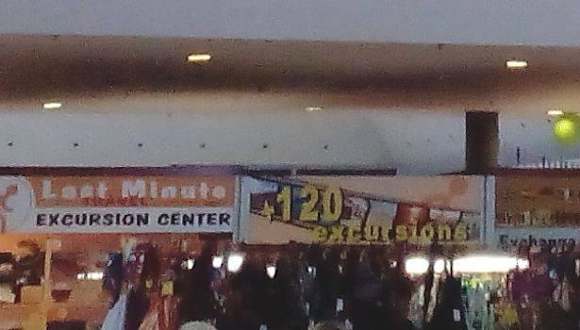 Last Minute
EXCURSION CENTER
+120
excursions
Exchange